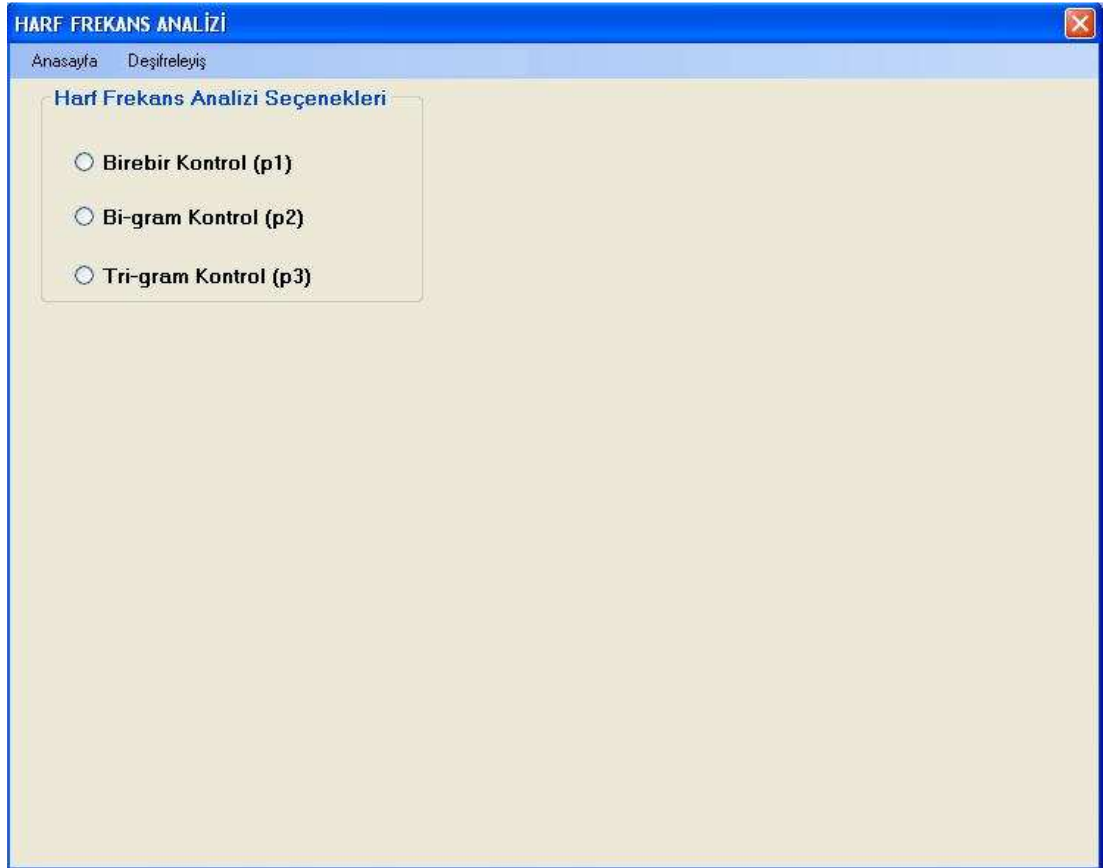 HARF FREKANS ANALİZİ
Anasayfa Deşifreleyiş
Harf Frekans Analizi Seçenekleri
Birebir Kontrol (p1)
Bi-gram Kontrol (p2)
Tri-gram Kontrol (p3)